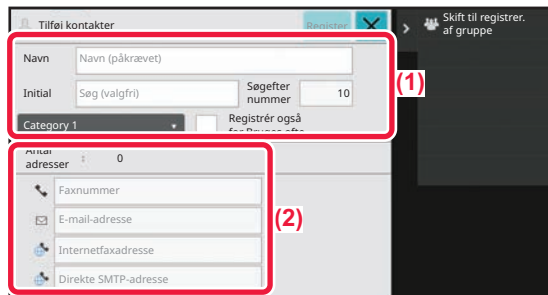 Tilføj kontakter
Register
Skift til registrer.
af gruppe
Navn
Navn (påkrævet)
(1)
Initial
Søg (valgfri)
Søgefter
nummer
10
Category 1
Registrér også
Antal
adresser : 0
Faxnummer
E-mail-adresse
(2)
Internetfaxadresse
Direkte SMTP-adresse